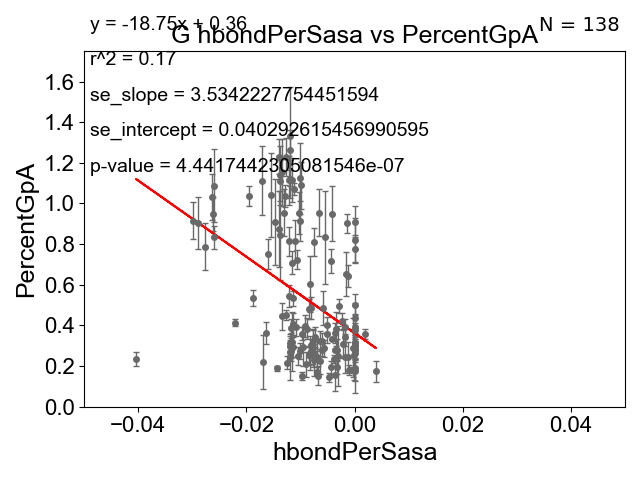 y = -18.75x + 0.36
N = 138
G hbondPerSasa vs PercentGpA
r^2 = 0.17
se_slope = 3.5342227754451594
se_intercept = 0.040292615456990595
p-value = 4.4417442305081546e-07
PercentGpA
1.6
1.4
1.2
1.0
0.8
0.6
0.4
0.2
0.0
−0.04 −0.02 0.00 0.02 0.04
hbondPerSasa